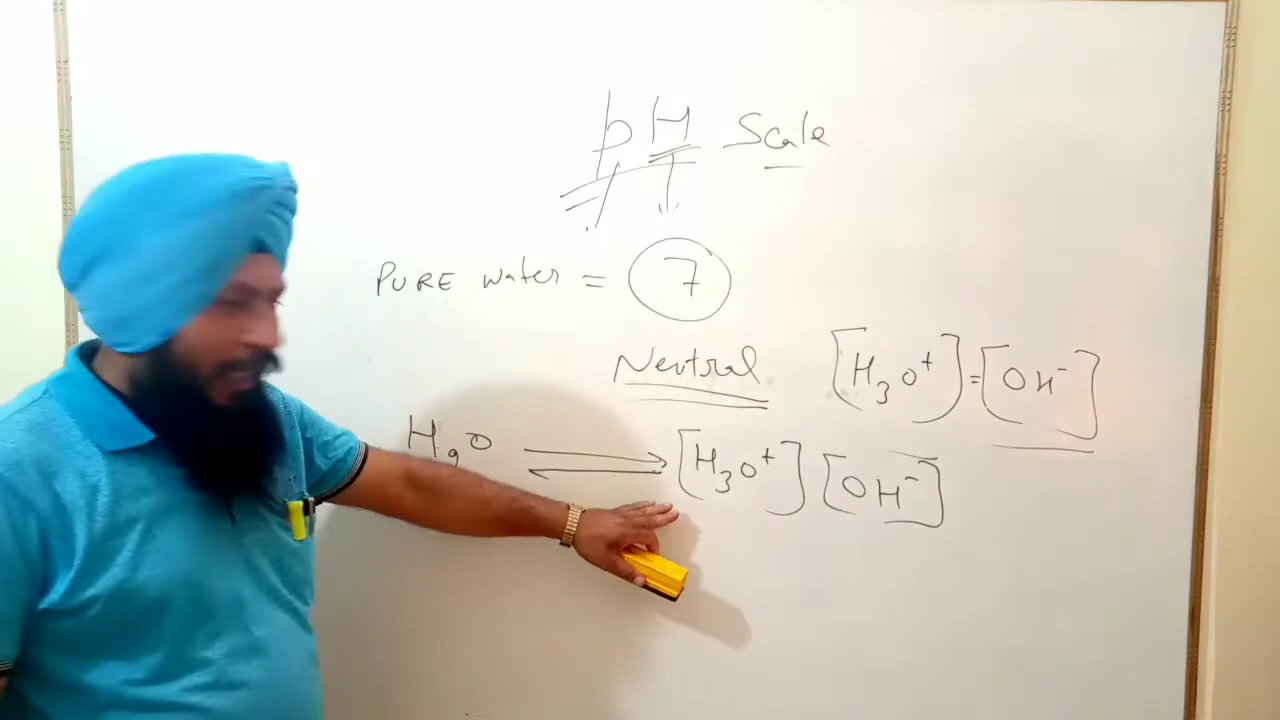 pH Scale
PURE water = 7
Neutral [H3O+] = [OH-]
H2O ⇌ [H3O+] [OH-]